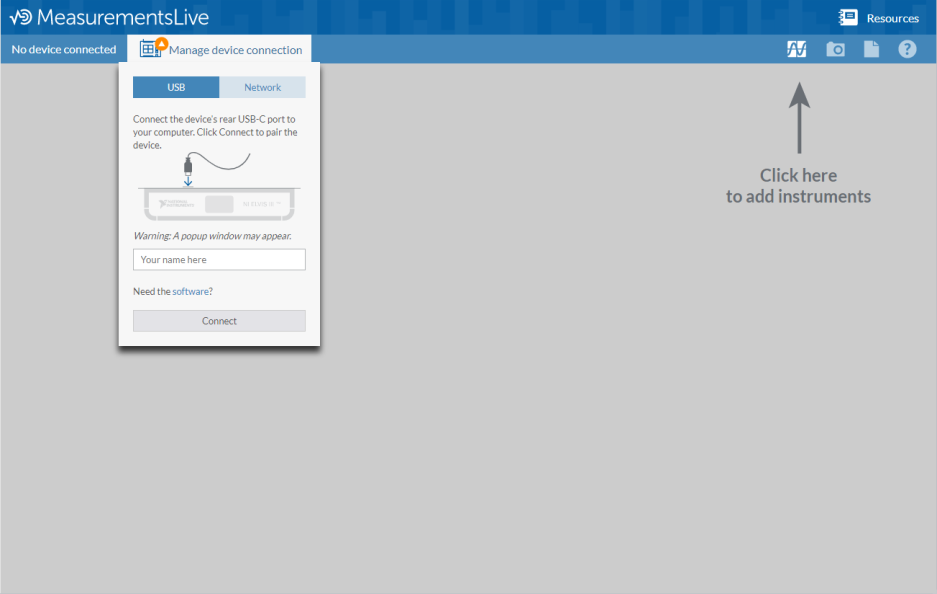 MeasurementsLive
Resources
No device connected
Manage device connection
USB
Network
Connect the device's rear USB-C port to
your computer. Click Connect to pair the
device.
NATIONAL
INSTRUMENTS
Warning: A popup window may appear.
Your name here
Need the software?
Connect
Click here
to add instruments